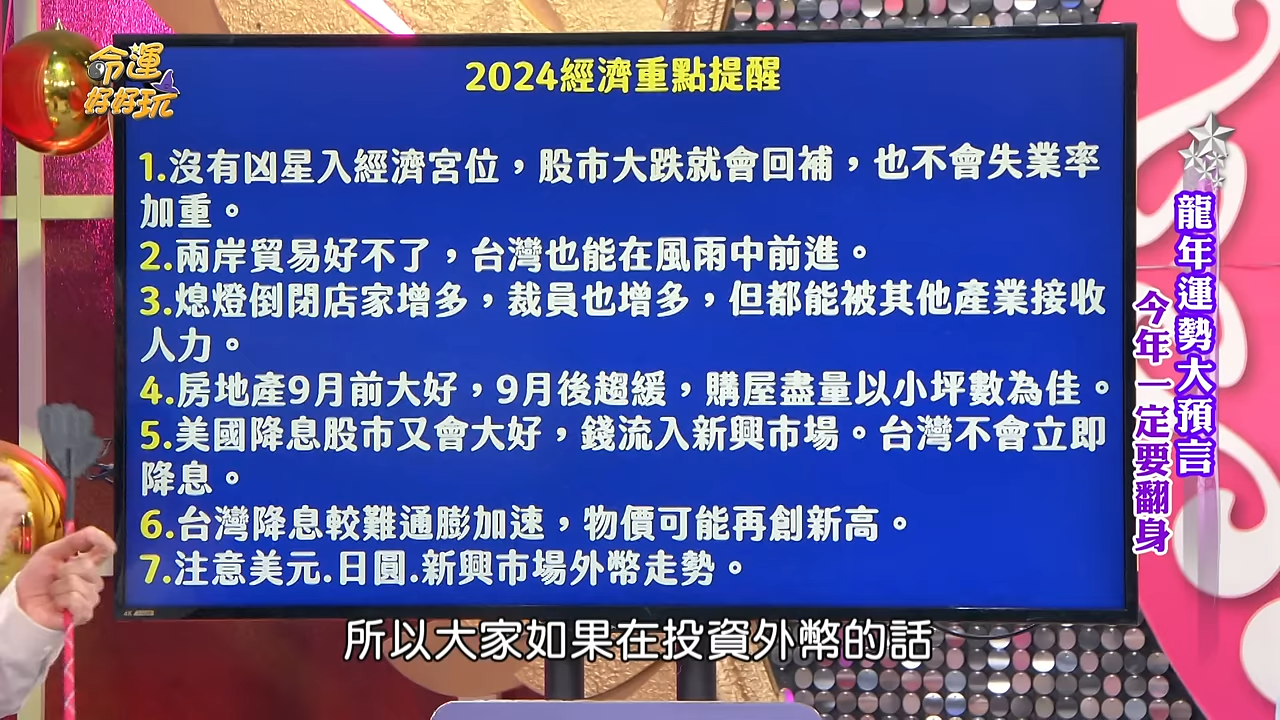 命運
好好玩
2024經濟重點提醒
1.沒有凶星入經濟宮位，股市大跌就會回補，也不會失業率
加重。
2.兩岸貿易好不了，台灣也能在風雨中前進。
3.熄燈倒閉店家增多，裁員也增多，但都能被其他產業接收
人力。
4.房地產9月前大好，9月後趨緩，購屋盡量以小坪數為佳。
5.美國降息股市又會大好，錢流入新興市場。台灣不會立即
降息。
6.台灣降息較難通膨加速，物價可能再創新高。
7.注意美元.日圓.新興市場外幣走勢。
龍年運勢大預言
今年一定要翻身
所以大家如果在投資外幣的話